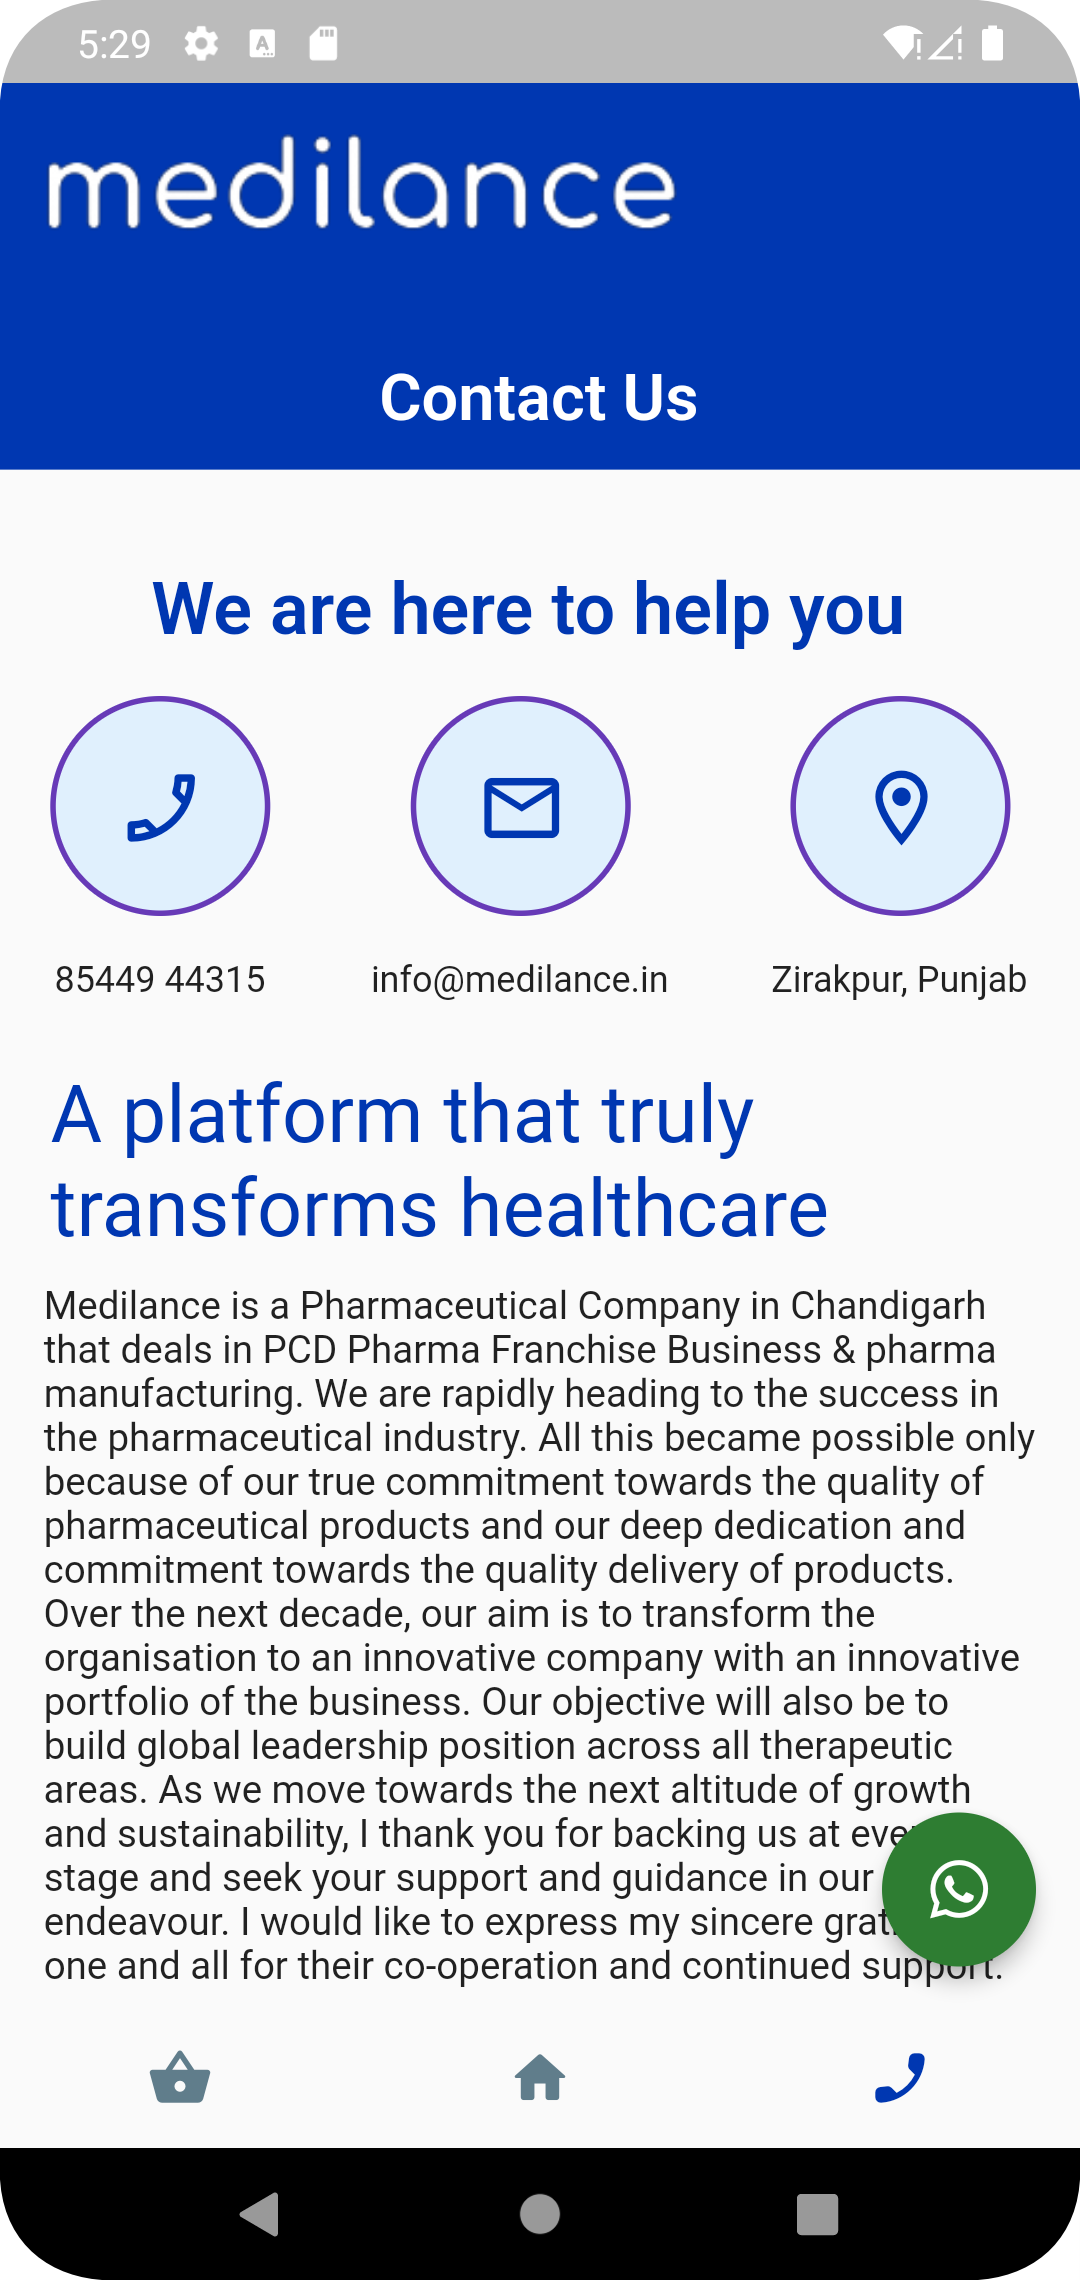 5:29
medilance
Contact Us
We are here to help you
85449 44315
info@medilance.in
Zirakpur, Punjab
A platform that truly
transforms healthcare
Medilance is a Pharmaceutical Company in Chandigarh
that deals in PCD Pharma Franchise Business & pharma
manufacturing. We are rapidly heading to the success in
the pharmaceutical industry. All this became possible only
because of our true commitment towards the quality of
pharmaceutical products and our deep dedication and
commitment towards the quality delivery of products.
Over the next decade, our aim is to transform the
organisation to an innovative company with an innovative
portfolio of the business. Our objective will also be to
build global leadership position across all therapeutic
areas. As we move towards the next altitude of growth
and sustainability, I thank you for backing us at
stage and seek your support and guidance in our
endeavour. I would like to express my sincere
one and all for their co-operation and continued support.